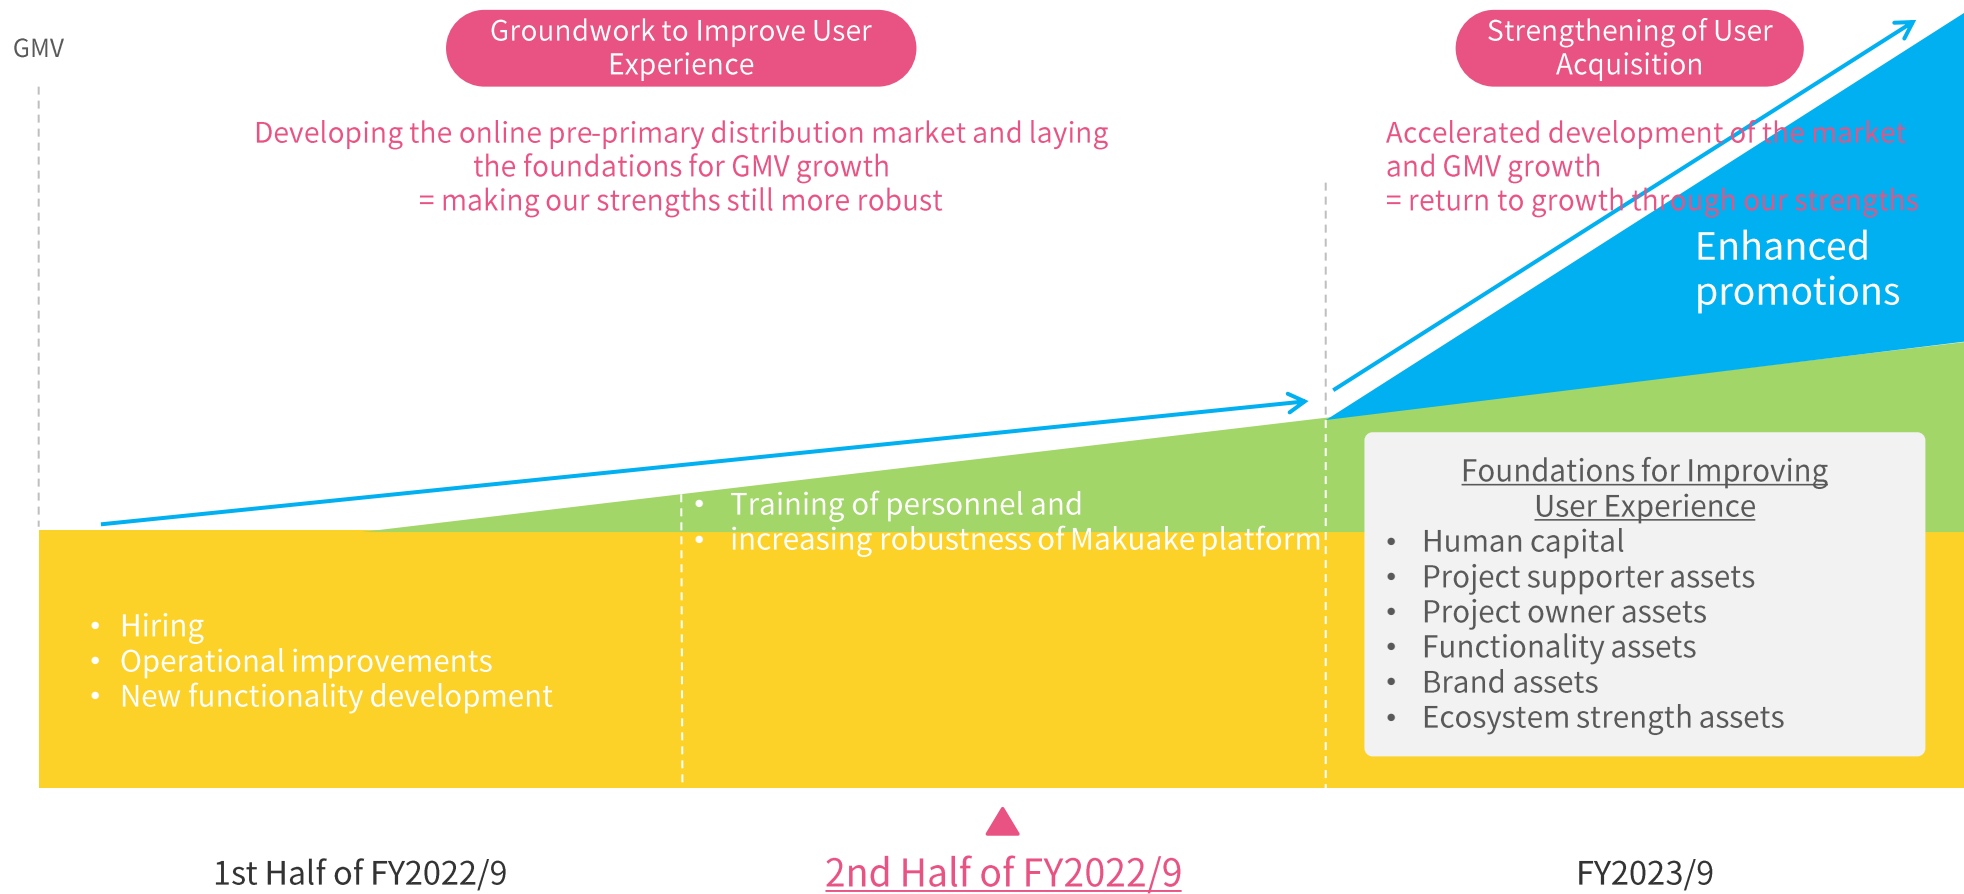 GMV
Groundwork to Improve User
Experience
Developing the online pre-primary distribution market and laying
the foundations for GMV growth
= making our strengths still more robust
Strengthening of User
Acquisition
Accelerated development of the market
and GMV growth
= return to growth through our strengths
Enhanced
promotions
• Training of personnel and
• increasing robustness of Makuake platform
• Hiring
• Operational improvements
• New functionality development
Foundations for Improving
User Experience
• Human capital
• Project supporter assets
• Project owner assets
• Functionality assets
• Brand assets
• Ecosystem strength assets
1st Half of FY2022/9
2nd Half of FY2022/9
FY2023/9